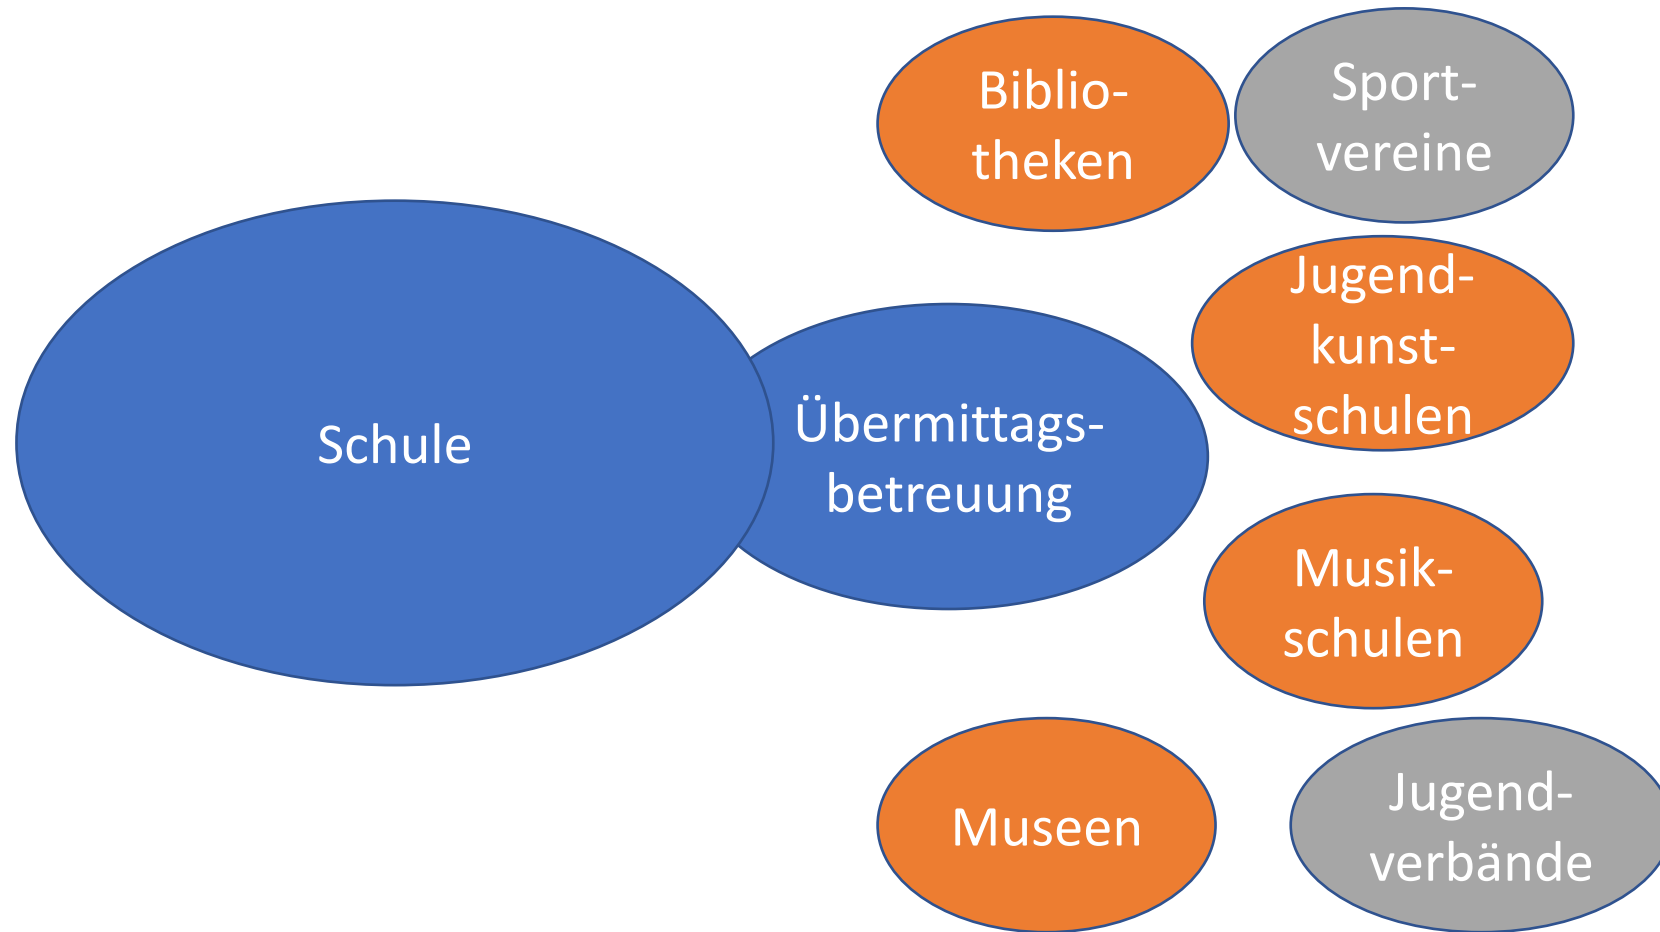 Biblio-
theken
Sport-
vereine
Jugend-
kunst-
schulen
Schule
Übermittags-
betreuung
Musik-
schulen
Museen
Jugend-
verbände